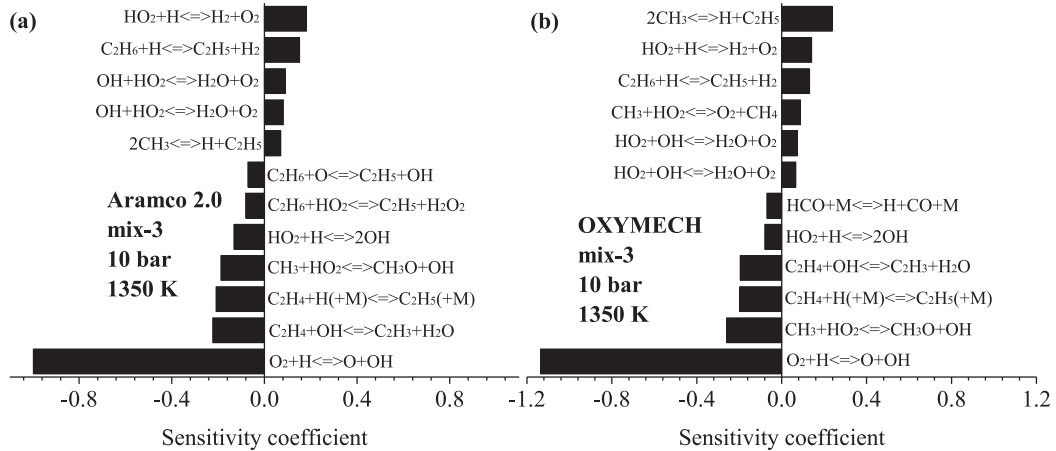 (a)
HO₂+H<=>H₂+O₂
C₂H₆+H<=>C₂H₅+H₂
OH+HO₂<=>H₂O+O₂
OH+HO₂<=>H₂O+O₂
2CH₃<=>H+C₂H₅
C₂H₆+O<=>C₂H₅+OH
C₂H₆+HO₂<=>C₂H₅+H₂O₂
HO₂+H<=>2OH
CH₃+HO₂<=>CH₃O+OH
C₂H₄+H(+M)<=>C₂H₅(+M)
C₂H₄+OH<=>C₂H₃+H₂O
O₂+H<=>O+OH
Aramco 2.0
mix-3
10 bar
1350 K
-0.8 -0.4 0.0 0.4 0.8
Sensitivity coefficient
(b)
2CH₃<=>H+C₂H₅
HO₂+H<=>H₂+O₂
C₂H₆+H<=>C₂H₅+H₂
CH₃+HO₂<=>O₂+CH₄
HO₂+OH<=>H₂O+O₂
HO₂+OH<=>H₂O+O₂
HCO+M<=>H+CO+M
HO₂+H<=>2OH
C₂H₄+OH<=>C₂H₃+H₂O
C₂H₄+H(+M)<=>C₂H₅(+M)
CH₃+HO₂<=>CH₃O+OH
O₂+H<=>O+OH
OXYMECH
mix-3
10 bar
1350 K
-1.2 -0.8 -0.4 0.0 0.4 0.8 1.2
Sensitivity coefficient